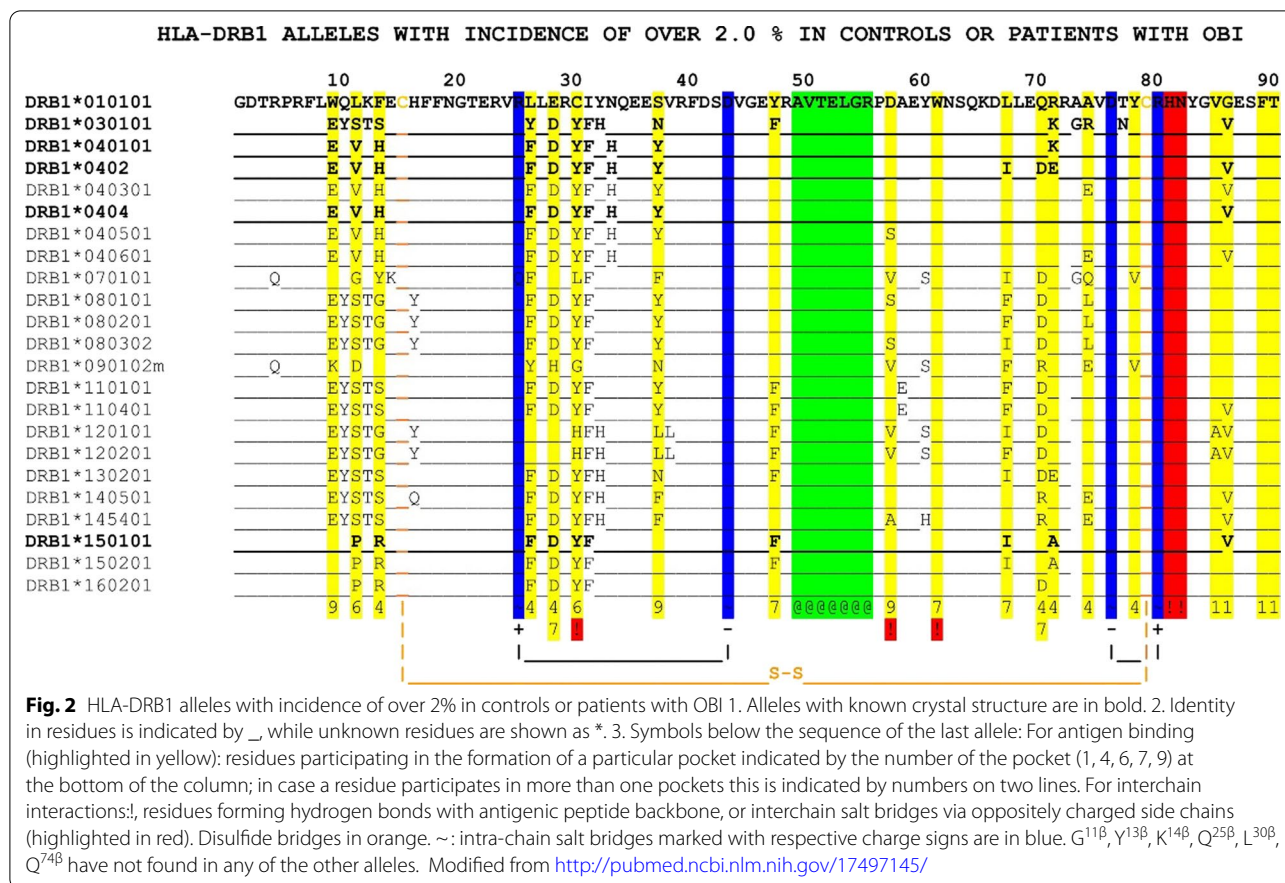 HLA-DRB1 ALLELES WITH INCIDENCE OF OVER 2.0 % IN CONTROLS OR PATIENTS WITH OBI
10 20 30 40 50 60 70 80 90
DRB1*010101 GDTRPRFLWQLKFECHFFNGTERVRLLERCIYNQEESVRFDSDVGEYRAVTELGRPDAEYWNSQKDLLEQRRAAVDTYCRHNYGVGESFT
DRB1*030101 EYSTS Y D YFH N F K GR N V
DRB1*040101 E V H F D Y H Y K
DRB1*0402 E V H F D YF H Y I DE V
DRB1*040301 E V H F D YF H Y E V
DRB1*0404 E V H F D YF H Y V
DRB1*040501 E V H F D YF H Y S
DRB1*040601 E V H F D YF H E V
DRB1*070101 Q G YK F LF F V S I D GQ V
DRB1*080101 EYSTG Y F D YF Y S F D L
DRB1*080201 EYSTG Y F D YF Y F D L
DRB1*080302 EYSTG Y F D YF Y S I D L
DRB1*090102m Q K D Y H G N V S F R E V
DRB1*110101 EYSTS F D YF Y F E F D
DRB1*110401 EYSTS F D YF Y F E F D V
DRB1*120101 EYSTG Y HFH LL F V S I D AV
DRB1*120201 EYSTG Y HFH LL F V S F D AV
DRB1*130201 EYSTS F D YFH N F I DE
DRB1*140501 EYSTS Q F D YFH F R E V
DRB1*145401 EYSTS F D YFH F A H R E V
DRB1*150101 P R F D YF F I A V
DRB1*150201 P R F D YF F I A
DRB1*160201 P R F D YF D
9 6 4 4 4 6 9 7 @@@@@@@ 9 7 7 44 4 4 !! 11 11
+ 7 ! - ! ! 7 - +
S-S
Fig. 2 HLA-DRB1 alleles with incidence of over 2% in controls or patients with OBI 1. Alleles with known crystal structure are in bold. 2. Identity
in residues is indicated by _, while unknown residues are shown as *. 3. Symbols below the sequence of the last allele: For antigen binding
(highlighted in yellow): residues participating in the formation of a particular pocket indicated by the number of the pocket (1, 4, 6, 7, 9) at
the bottom of the column; in case a residue participates in more than one pockets this is indicated by numbers on two lines. For interchain
interactions:!, residues forming hydrogen bonds with antigenic peptide backbone, or interchain salt bridges via oppositely charged side chains
(highlighted in red). Disulfide bridges in orange. ~: intra-chain salt bridges marked with respective charge signs are in blue. G11β, Y13β, K14β, Q25β, L30β,
Q74β have not found in any of the other alleles. Modified from http://pubmed.ncbi.nlm.nih.gov/17497145/